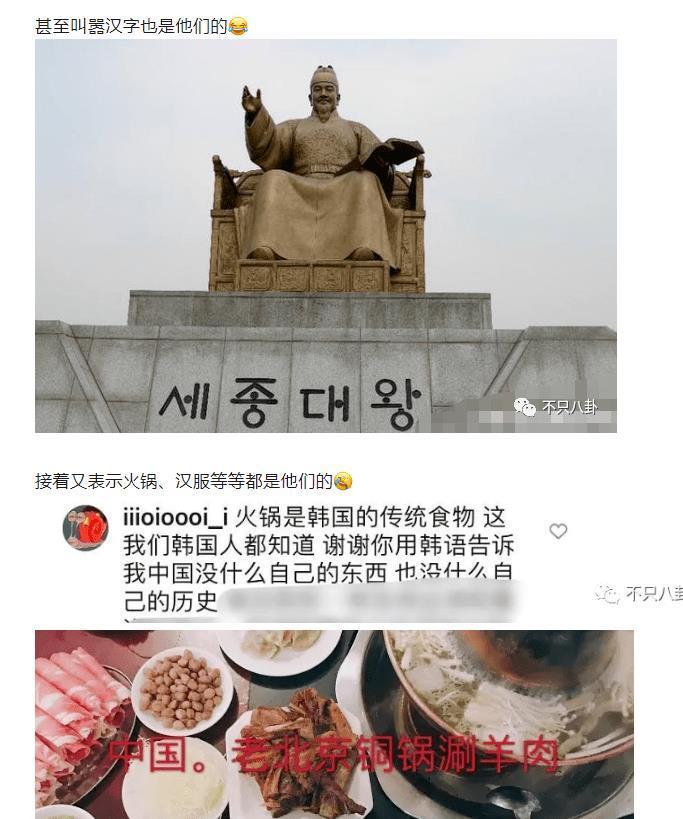 甚至叫嚣汉字也是他们的😂
세종대왕
不只八卦
接着又表示火锅、汉服等等都是他们的😪
iiioioooi_i 火锅是韩国的传统食物 这
我们韩国人都知道 谢谢你用韩语告诉
我中国没什么自己的东西 也没什么自
己的历史
不只八卦
中国。老北京铜锅涮羊肉